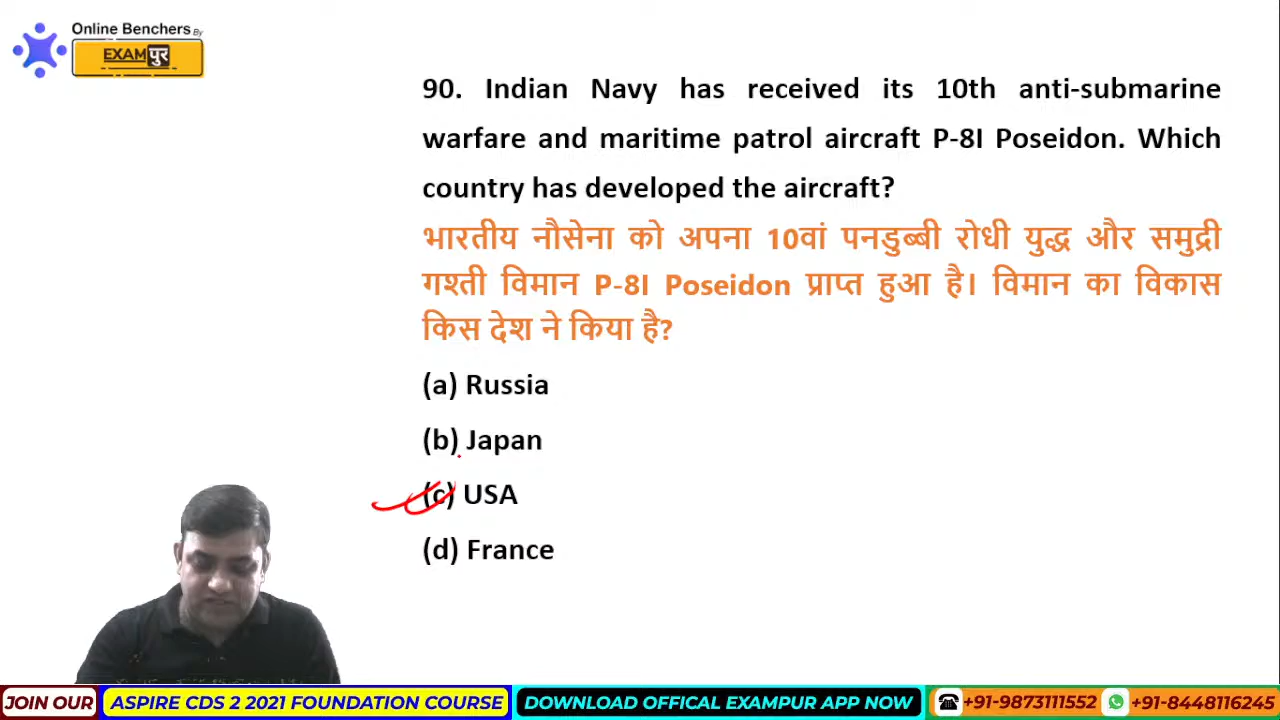 Online Benchers By
EXAMपुर
90. Indian Navy has received its 10th anti-submarine
warfare and maritime patrol aircraft P-8I Poseidon. Which
country has developed the aircraft?
भारतीय नौसेना को अपना 10वां पनडुब्बी रोधी युद्ध और समुद्री
गश्ती विमान P-8I Poseidon प्राप्त हुआ है। विमान का विकास
किस देश ने किया है?
(a) Russia
(b) Japan
(c) USA
(d) France
JOIN OUR ASPIRE CDS 2 2021 FOUNDATION COURSE DOWNLOAD OFFICAL EXAMPUR APP NOW +91-9873111552 +91-8448116245